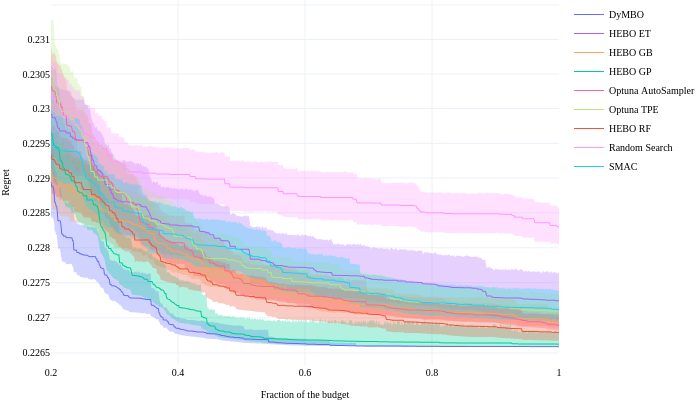 0.231
0.2305
0.23
0.2295
0.229
0.2285
0.228
0.2275
0.227
0.2265
Regret
0.2
0.4
0.6
0.8
1
Fraction of the budget
DyMBO
HEBO ET
HEBO GB
HEBO GP
Optuna AutoSampler
Optuna TPE
HEBO RF
Random Search
SMAC